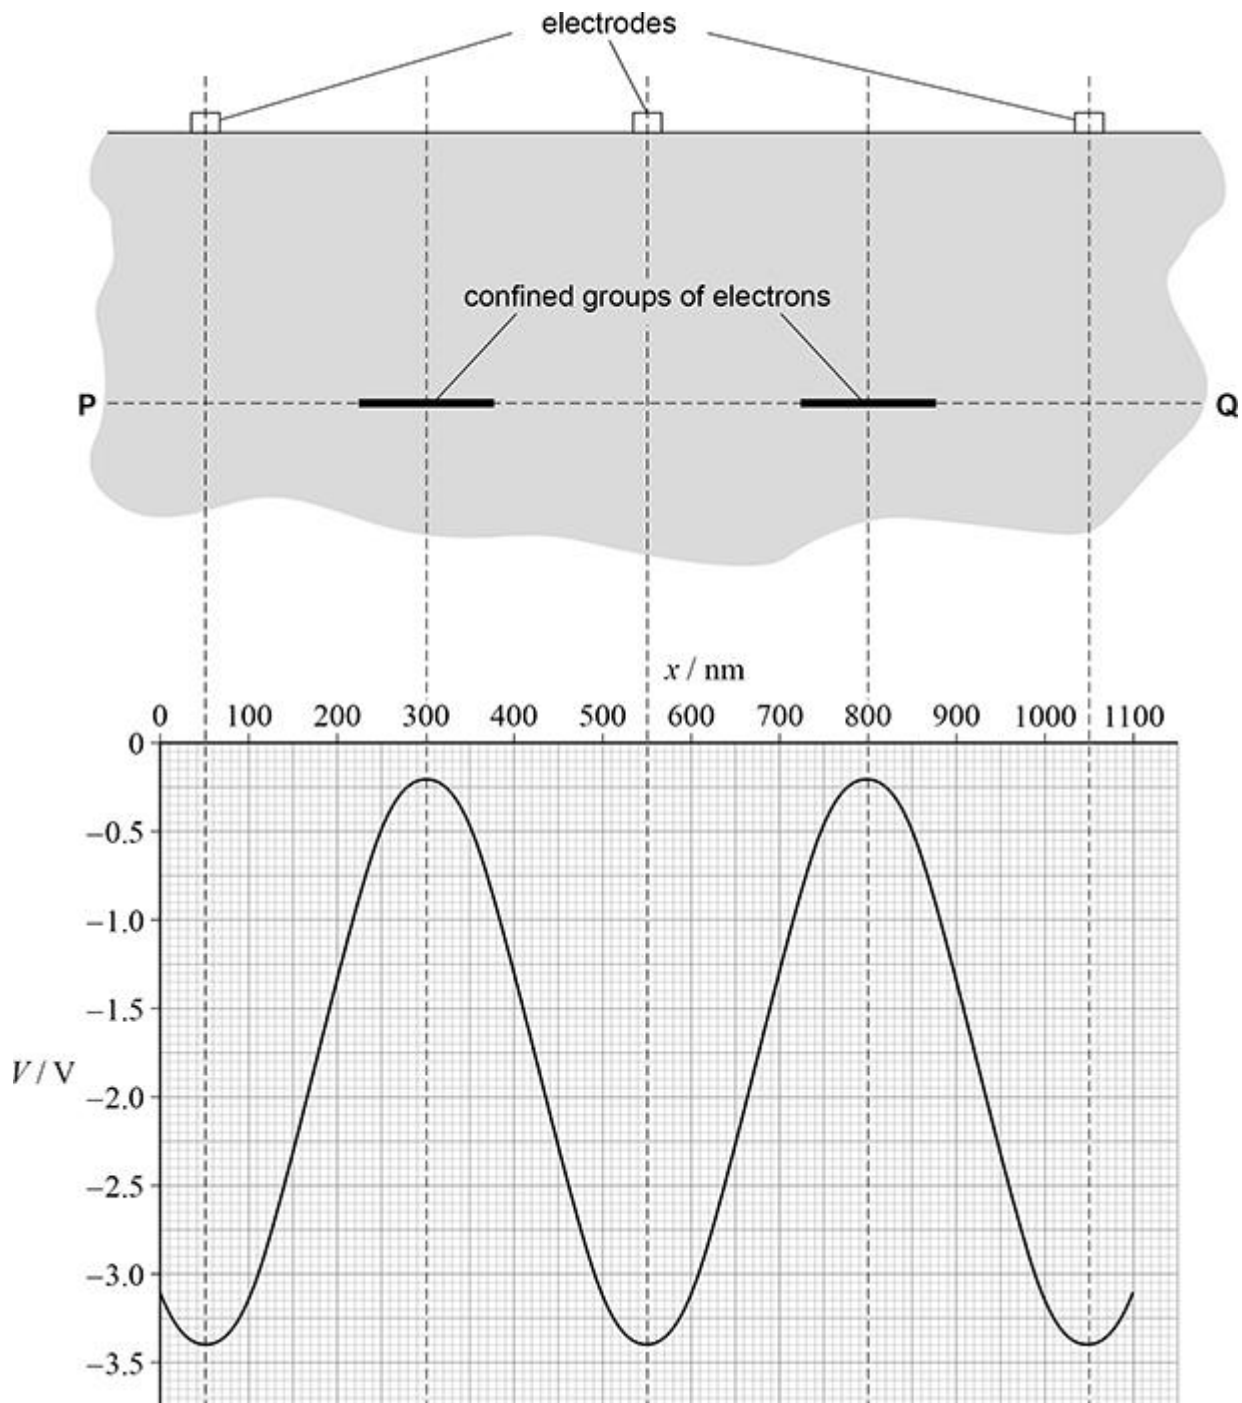 electrodes
confined groups of electrons
P
Q
x / nm
0 100 200 300 400 500 600 700 800 900 1000 1100
0
−0.5
−1.0
−1.5
V / V
−2.0
−2.5
−3.0
−3.5